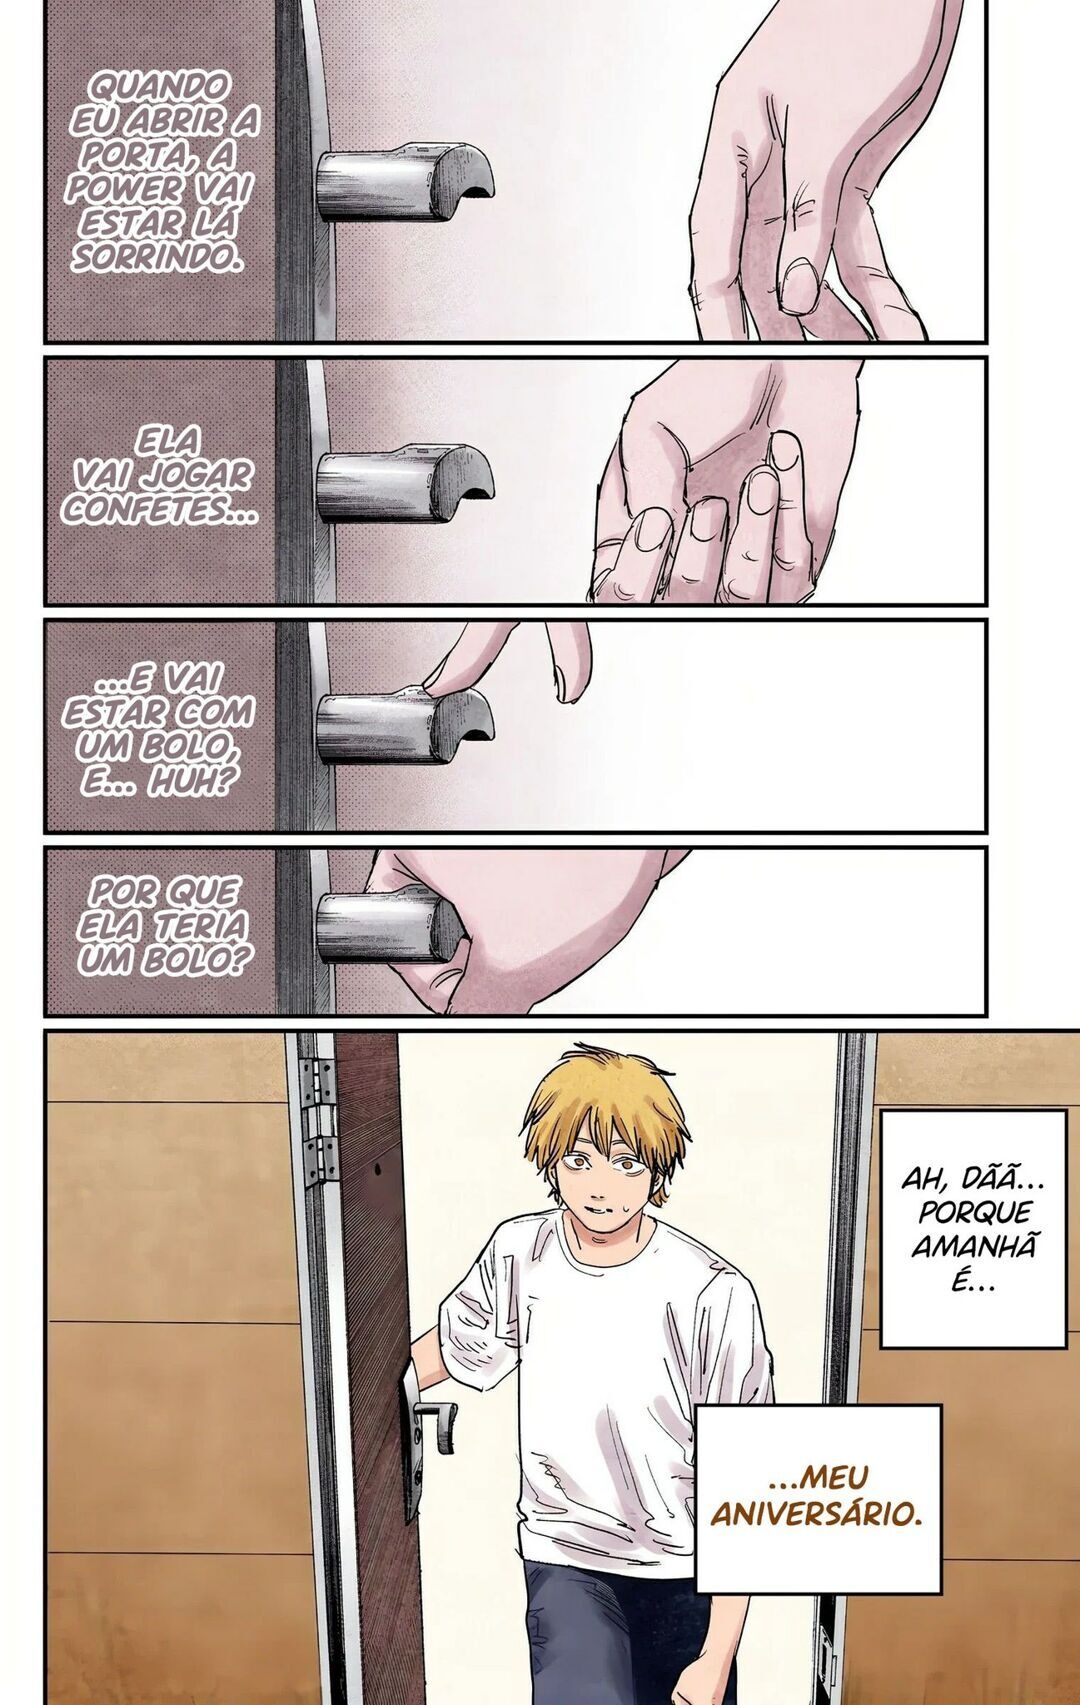 QUANDO
EU ABRIR A
PORTA, A
POWER VAI
ESTAR LÁ
SORRINDO.
ELA
VAI JOGAR
CONFETES...
...E VAI
ESTAR COM
UM BOLO,
E... HUH?
POR QUE
ELA TERIA
UM BOLO?
AH, DÃÃ...
PORQUE
AMANHÃ
É...
...MEU
ANIVERSÁRIO.